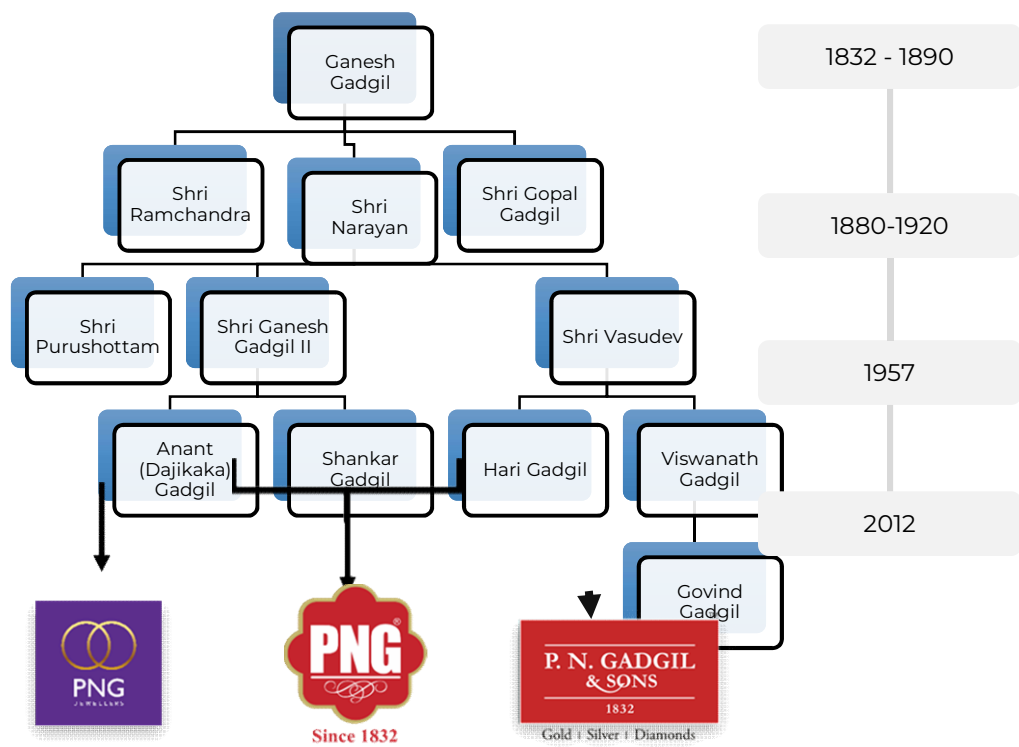 Ganesh
Gadgil
1832 - 1890
Shri
Ramchandra
Shri
Narayan
Shri Gopal
Gadgil
1880-1920
Shri
Purushottam
Shri Ganesh
Gadgil II
Shri Vasudev
1957
Anant
(Dajikaka)
Gadgil
Shankar
Gadgil
Hari Gadgil
Viswanath
Gadgil
2012
Govind
Gadgil
PNG
JEWELLERS
PNG®
Since 1832
P. N. GADGIL
& SONS
1832
Gold | Silver | Diamonds